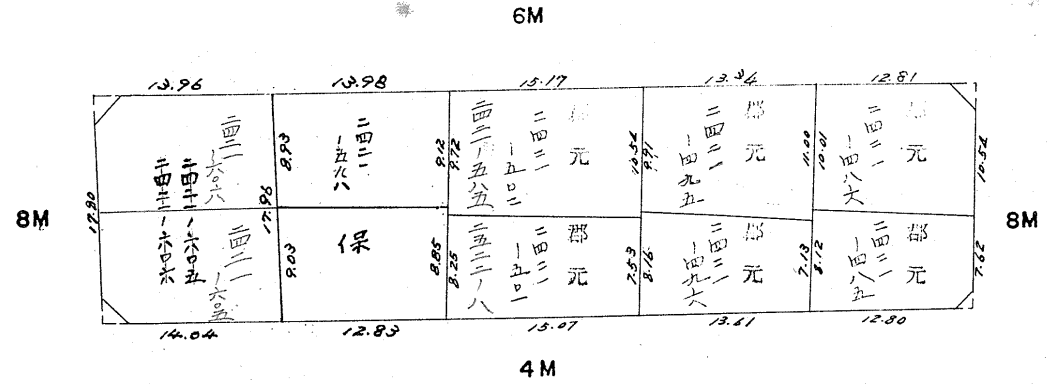 6M
13.96
13.98
15.17
13.34
12.81
二四二一
一六〇六
8.93
二四二一
一五八八
9.12
9.72
二四二一一五八五
二四二一
一五〇二
郡元
10.54
9.91
二四二一
一四九五
郡元
11.00
10.01
二四二一
一四八六
郡元
10.54
8M
17.80
17.96
8M
二四二一一六〇六
二四二一一六〇五
二四二一
一六〇五
9.03
保
8.85
8.25
二五二二一八
二四二一
一五〇一
郡元
7.53
8.16
二四二一
一四九六
郡元
7.13
8.12
二四二一
一四八五
郡元
7.62
14.04
12.83
15.07
13.61
12.80
4M